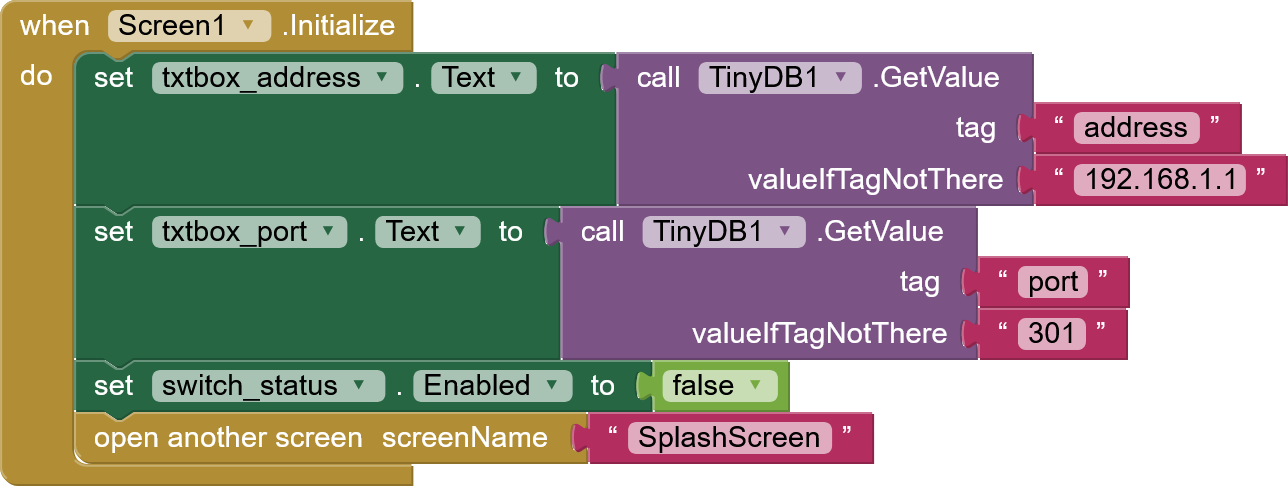 when Screen1 .Initialize
do set txtbox_address . Text to call TinyDB1 .GetValue
tag “ address ”
valueIfTagNotThere “ 192.168.1.1 ”
set txtbox_port . Text to call TinyDB1 .GetValue
tag “ port ”
valueIfTagNotThere “ 301 ”
set switch_status . Enabled to false
open another screen screenName “ SplashScreen ”